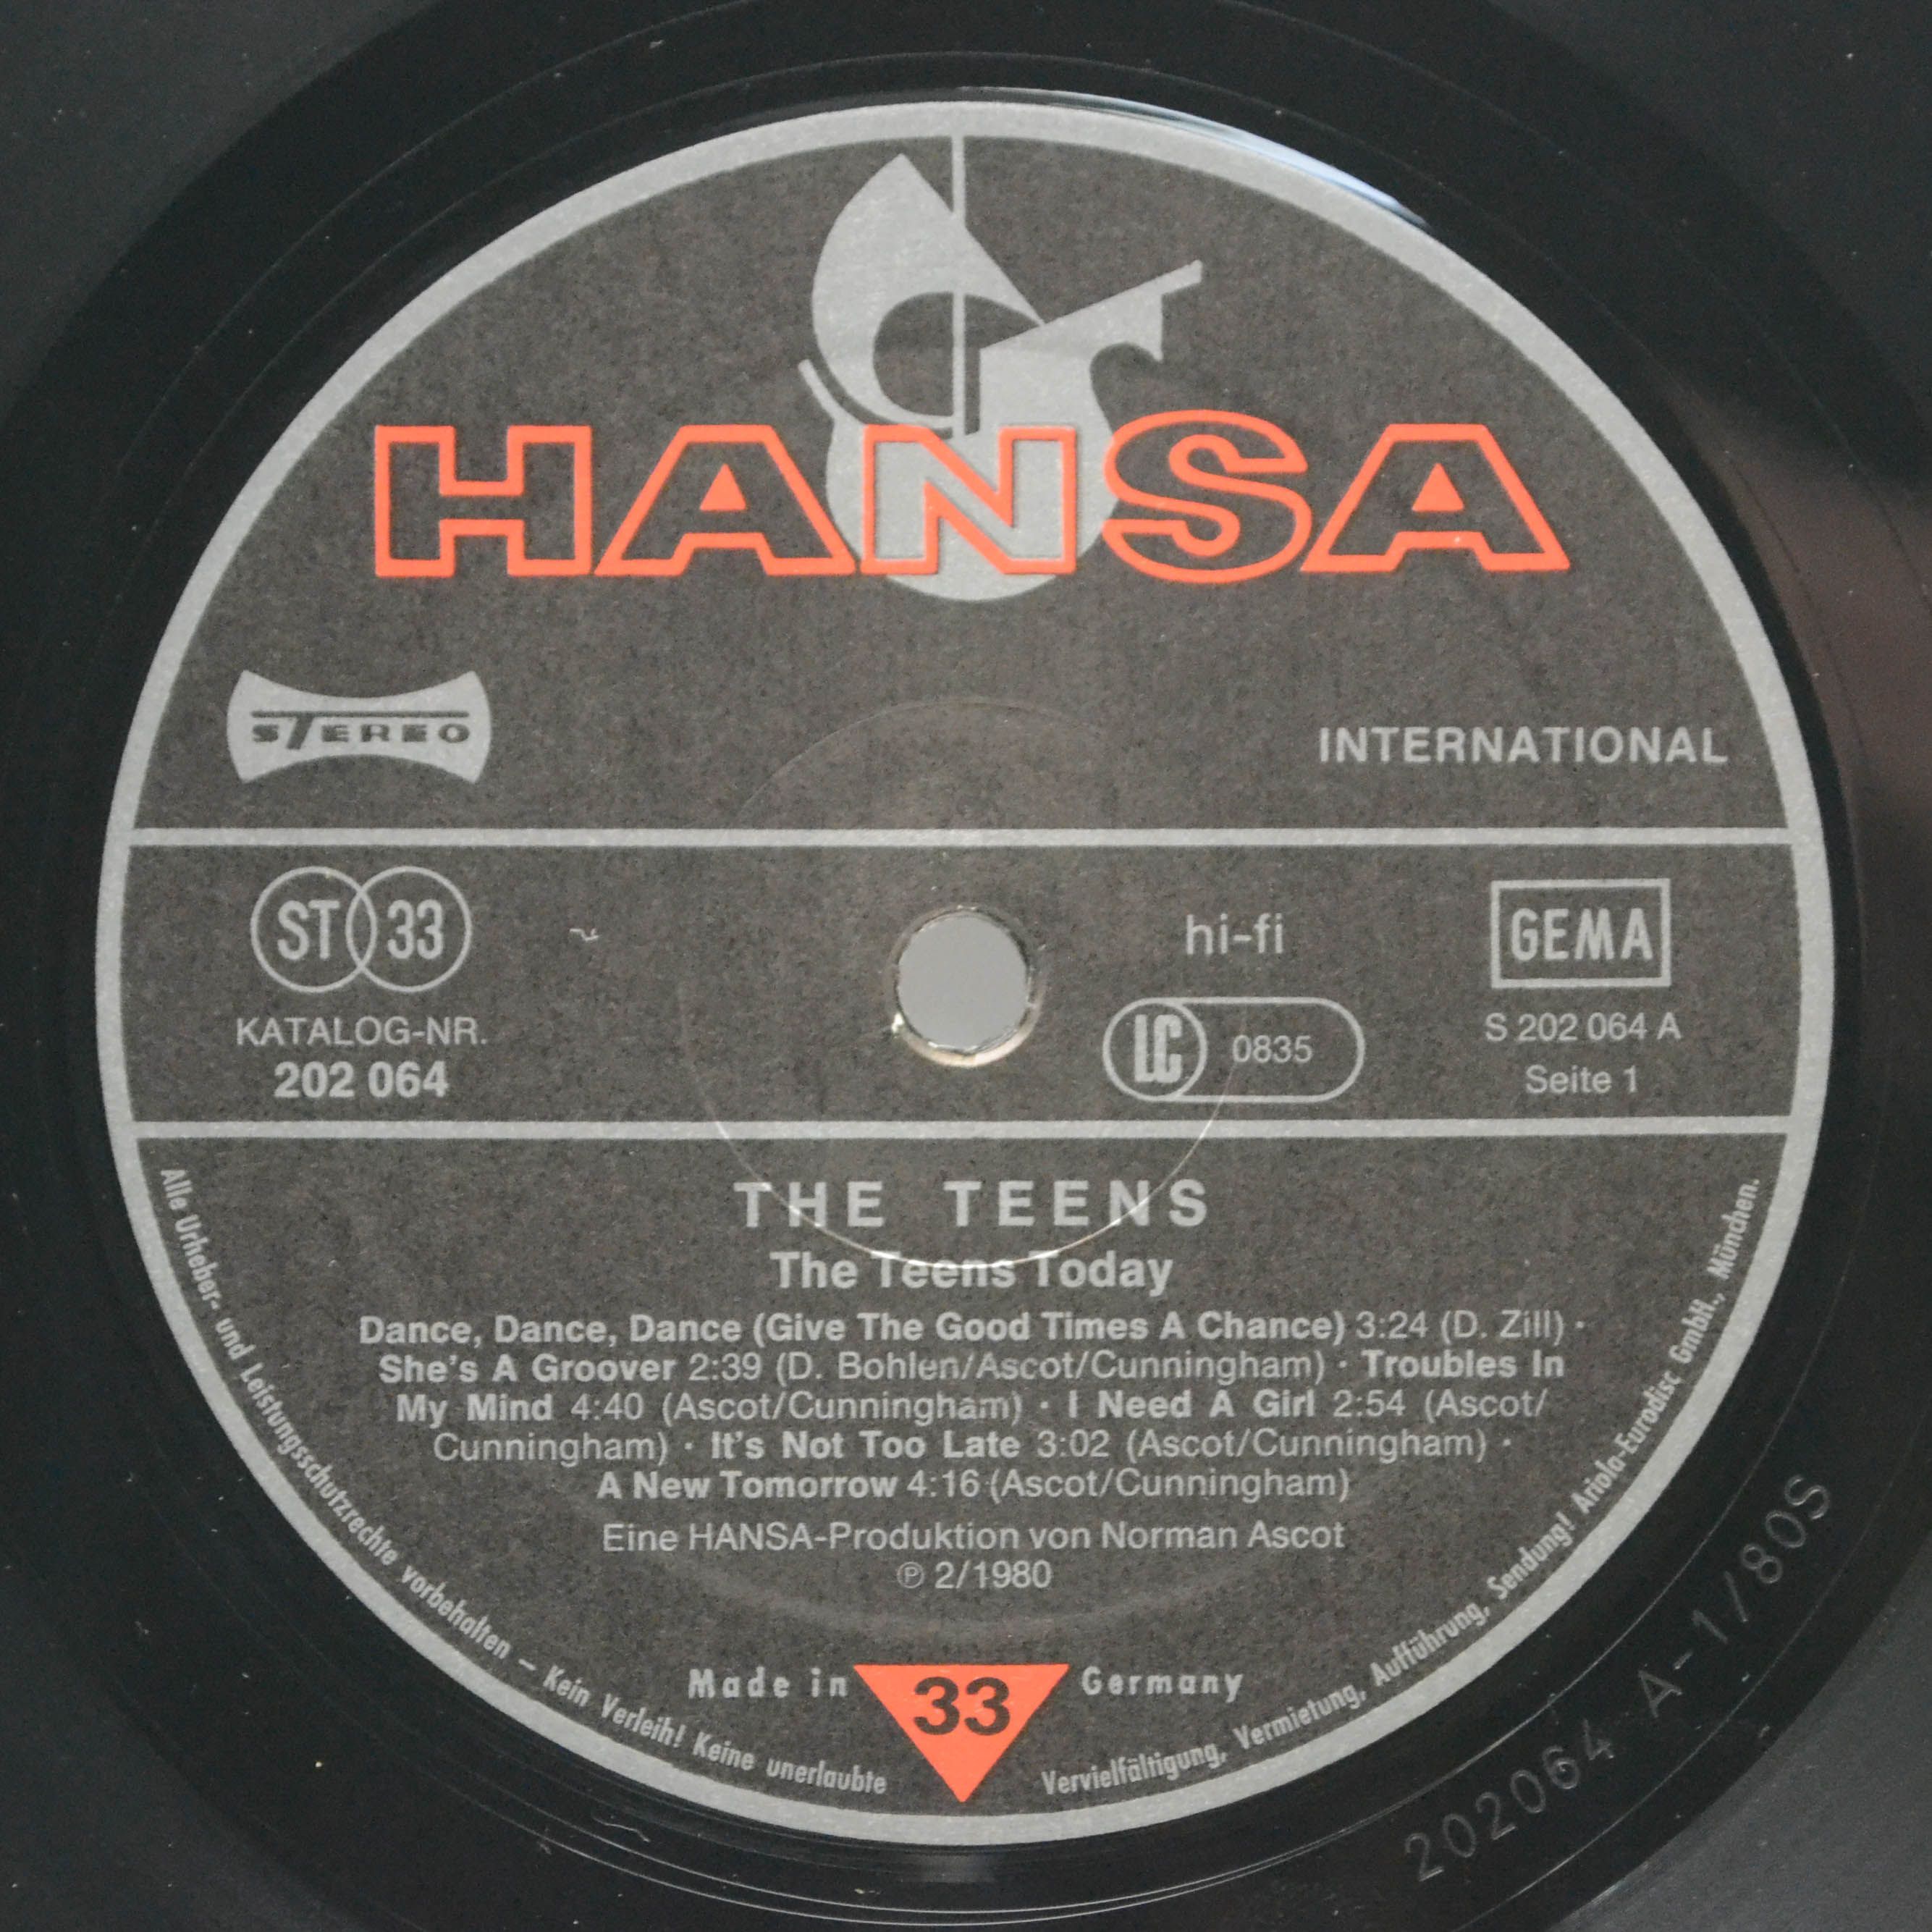 HANSA
STEREO
INTERNATIONAL
ST 33
hi-fi
GEMA
KATALOG-NR.
202 064
LC 0835
S 202 064 A
Seite 1
THE TEENS
The Teens Today
Dance, Dance, Dance (Give The Good Times A Chance) 3:24 (D. Zill) ·
She's A Groover 2:39 (D. Bohlen/Ascot/Cunningham) · Troubles In
My Mind 4:40 (Ascot/Cunningham) · I Need A Girl 2:54 (Ascot/
Cunningham) · It's Not Too Late 3:02 (Ascot/Cunningham) ·
A New Tomorrow 4:16 (Ascot/Cunningham)
Eine HANSA-Produktion von Norman Ascot
℗ 2/1980
Made in 33 Germany
Alle Urheber- und Leistungsschutzrechte vorbehalten – Kein Verleih! Keine unerlaubte Vervielfältigung, Vermietung, Aufführung, Sendung! Ariola-Eurodisc GmbH., München.
202064 A-1/80S